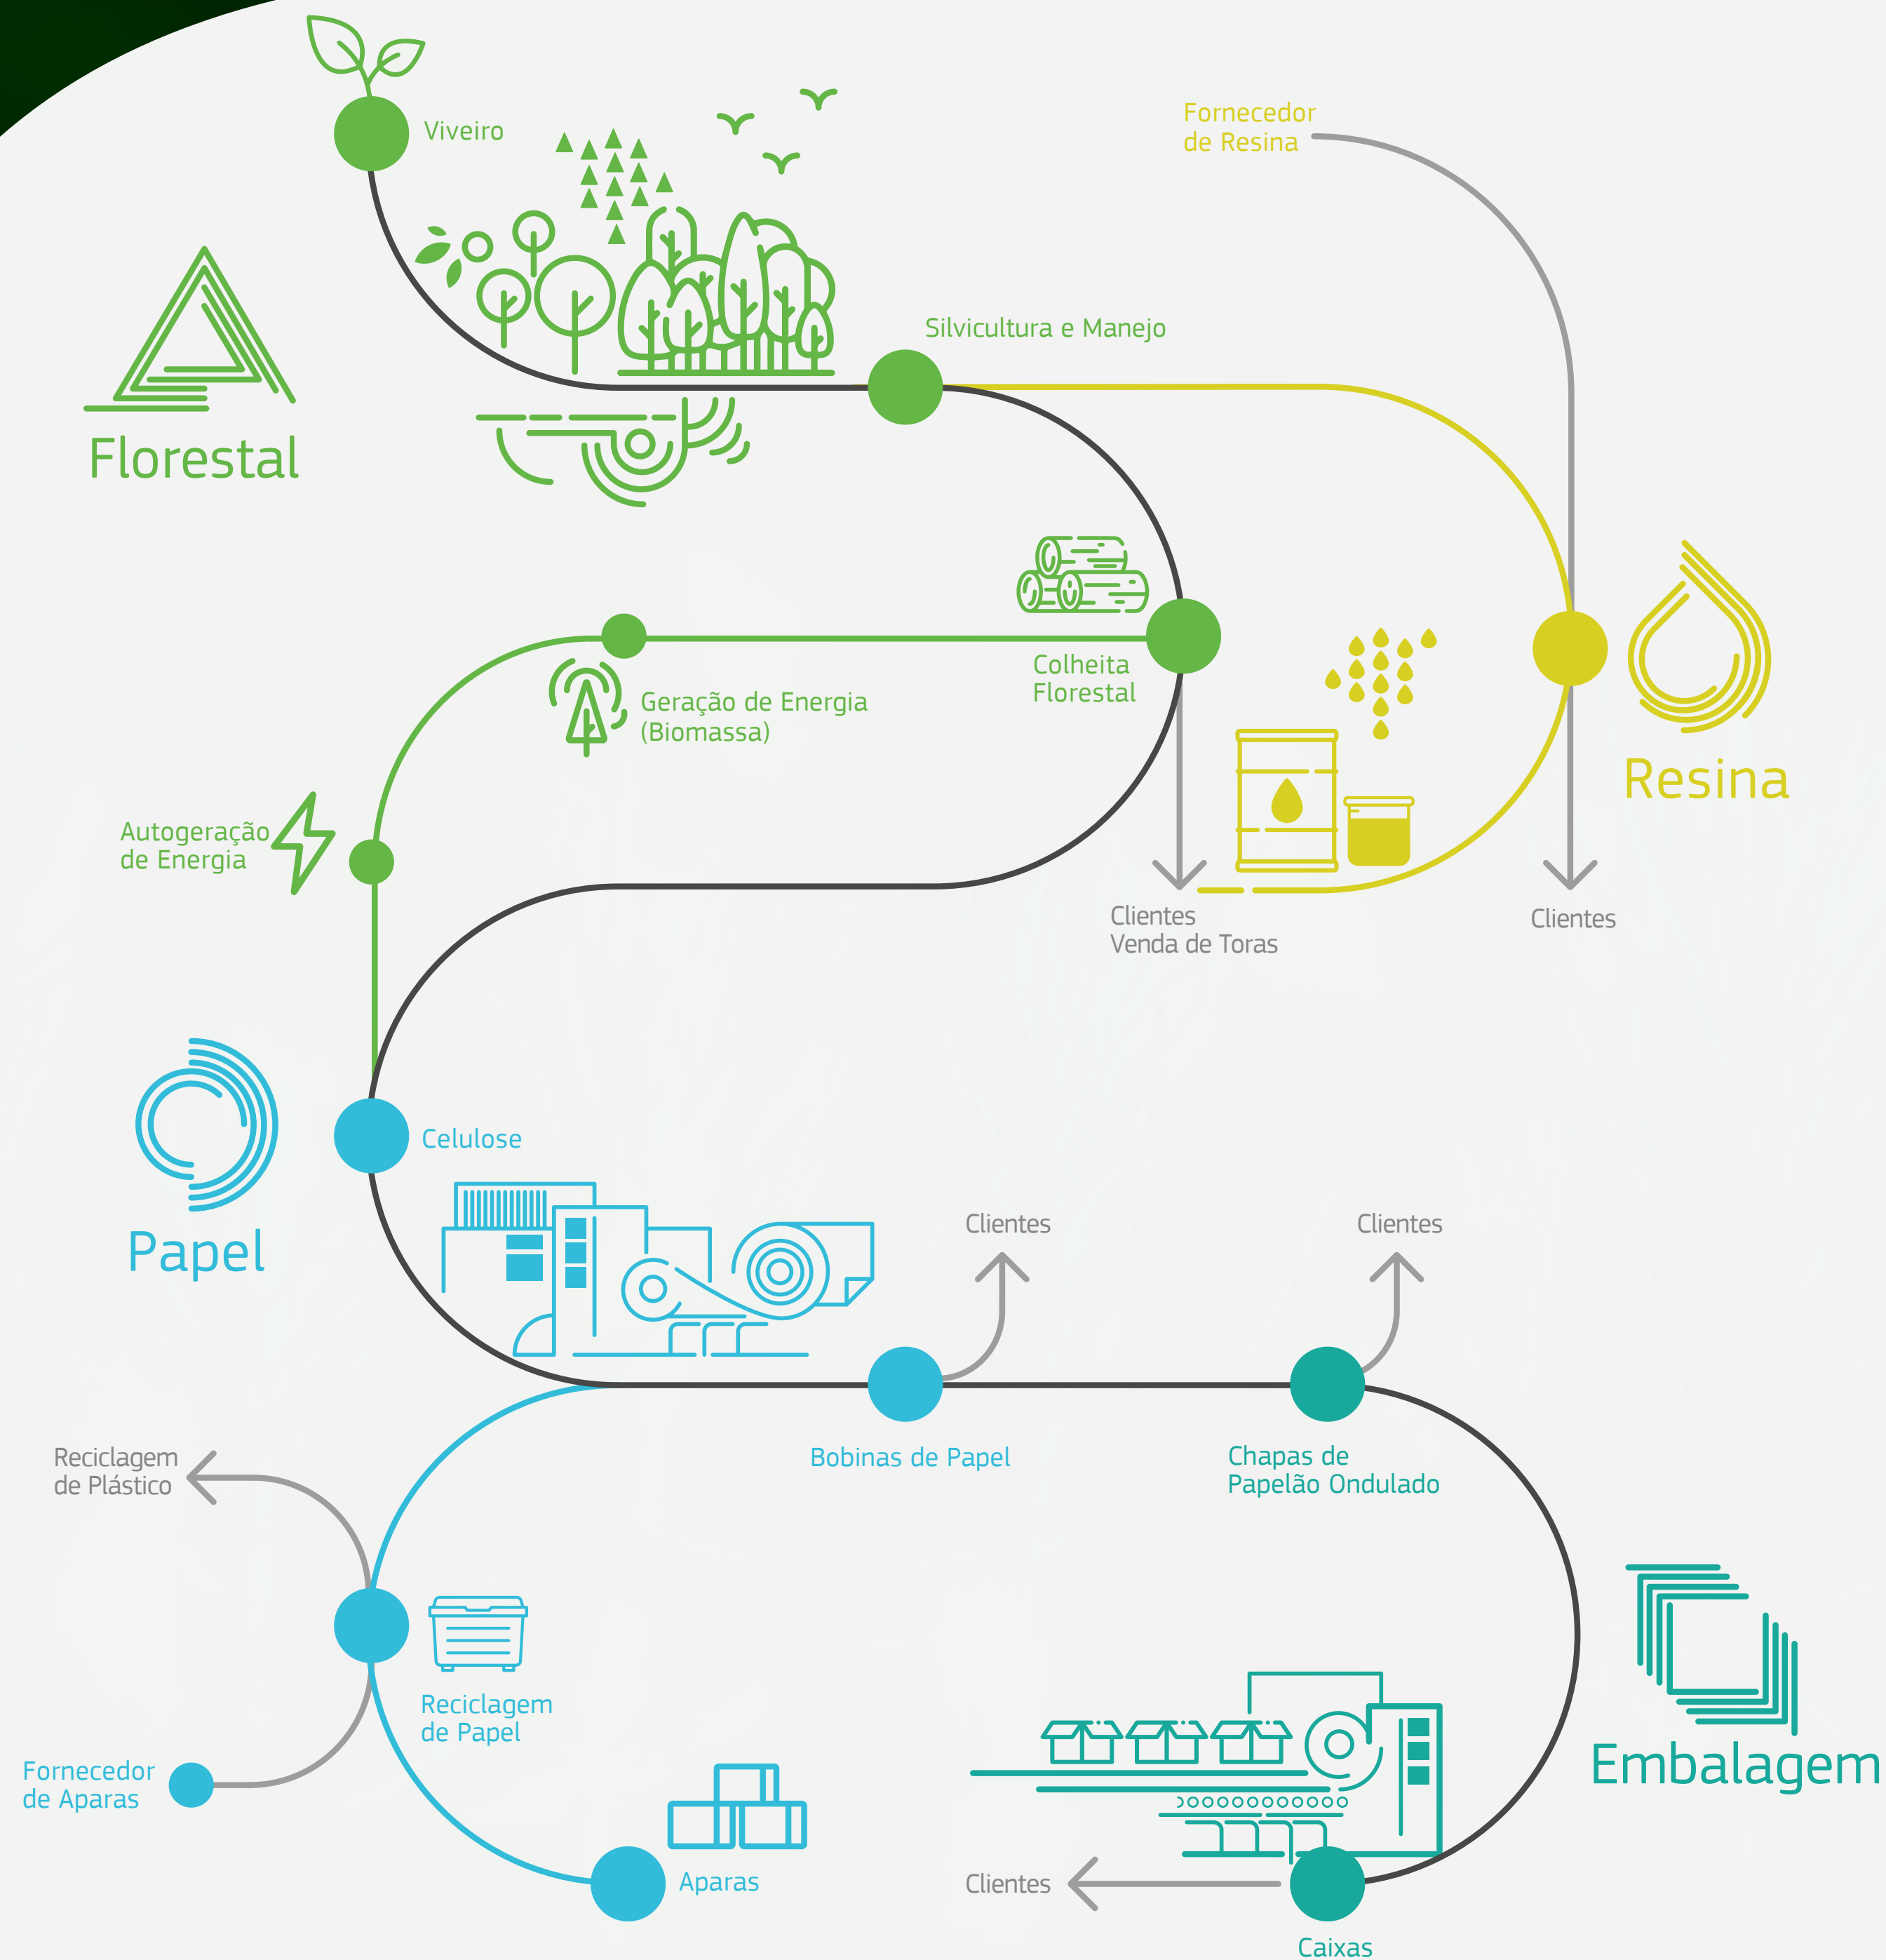 Viveiro
Fornecedor
de Resina
Silvicultura e Manejo
Florestal
Colheita
Florestal
Geração de Energia
(Biomassa)
Resina
Autogeração
de Energia
Clientes
Venda de Toras
Clientes
Celulose
Papel
Clientes
Clientes
Bobinas de Papel
Chapas de
Papelão Ondulado
Reciclagem
de Plástico
Reciclagem
de Papel
Embalagem
Fornecedor
de Aparas
Aparas
Clientes
Caixas